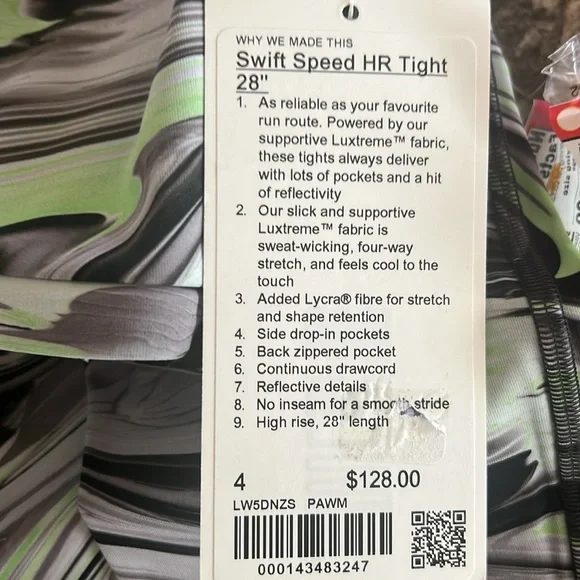 WHY WE MADE THIS
Swift Speed HR Tight
28"
1. As reliable as your favourite
run route. Powered by our
supportive Luxtreme™ fabric,
these tights always deliver
with lots of pockets and a hit
of reflectivity
2. Our slick and supportive
Luxtreme™ fabric is
sweat-wicking, four-way
stretch, and feels cool to the
touch
3. Added Lycra® fibre for stretch
and shape retention
4. Side drop-in pockets
5. Back zippered pocket
6. Continuous drawcord
7. Reflective details
8. No inseam for a smooth stride
9. High rise, 28" length
4 $128.00
LW5DNZS PAWM
000143483247